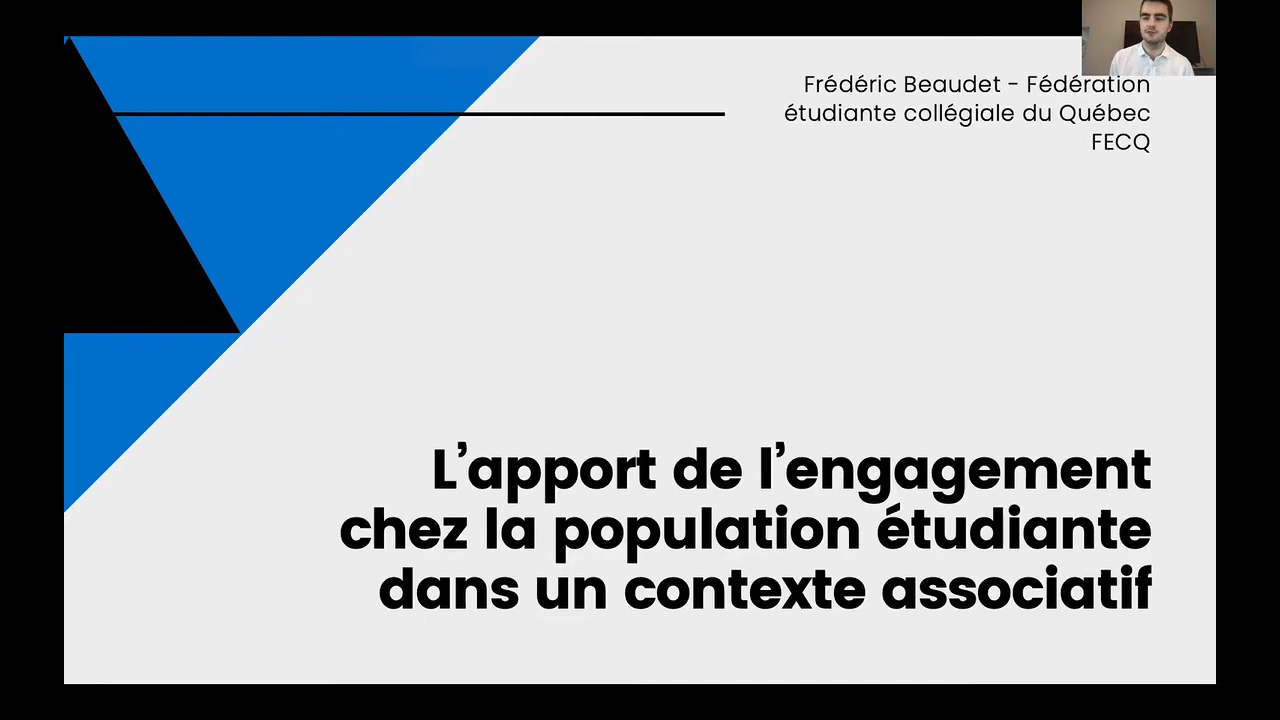 Frédéric Beaudet - Fédération
étudiante collégiale du Québec
FECQ
L’apport de l’engagement
chez la population étudiante
dans un contexte associatif